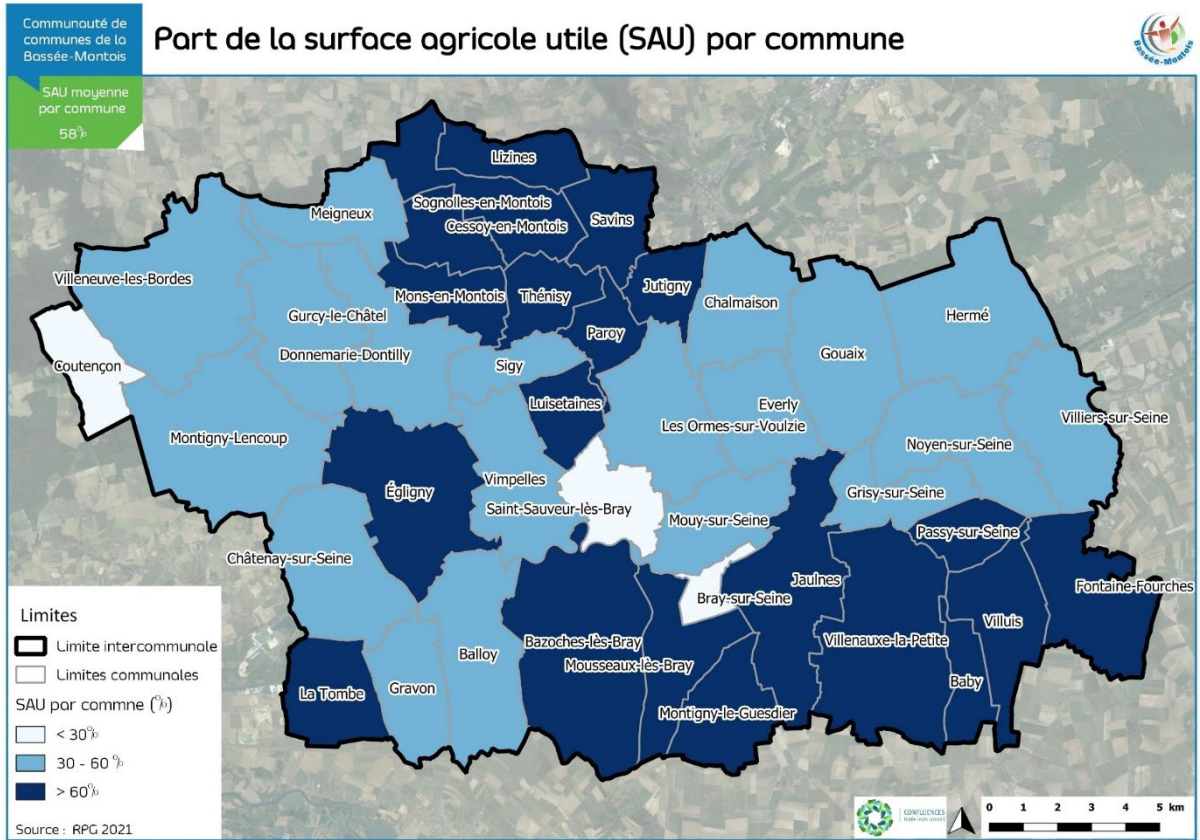 Communauté de
communes de la
Bassée-Montois
Part de la surface agricole utile (SAU) par commune
Bassée-Montois
SAU moyenne
par commune
58%
Lizines
Meigneux
Sognolles-en-Montois
Savins
Cessoy-en-Montois
Villeneuve-les-Bordes
Mons-en-Montois
Thénisy
Jutigny
Chalmaison
Gurcy-le-Châtel
Hermé
Paroy
Donnemarie-Dontilly
Gouaix
Coutençon
Sigy
Luisetaines
Everly
Villiers-sur-Seine
Montigny-Lencoup
Les Ormes-sur-Voulzie
Noyen-sur-Seine
Égligny
Vimpelles
Grisy-sur-Seine
Saint-Sauveur-lès-Bray
Mouy-sur-Seine
Passy-sur-Seine
Châtenay-sur-Seine
Jaulnes
Fontaine-Fourches
Bray-sur-Seine
Villuis
Bazoches-lès-Bray
Villenauxe-la-Petite
Balloy
Mousseaux-lès-Bray
Baby
La Tombe
Gravon
Montigny-le-Guesdier
Limites
Limite intercommunale
Limites communales
SAU par commne (%)
< 30%
30 - 60 %
> 60%
Source : RPG 2021
CONFLUENCES
0 1 2 3 4 5 km